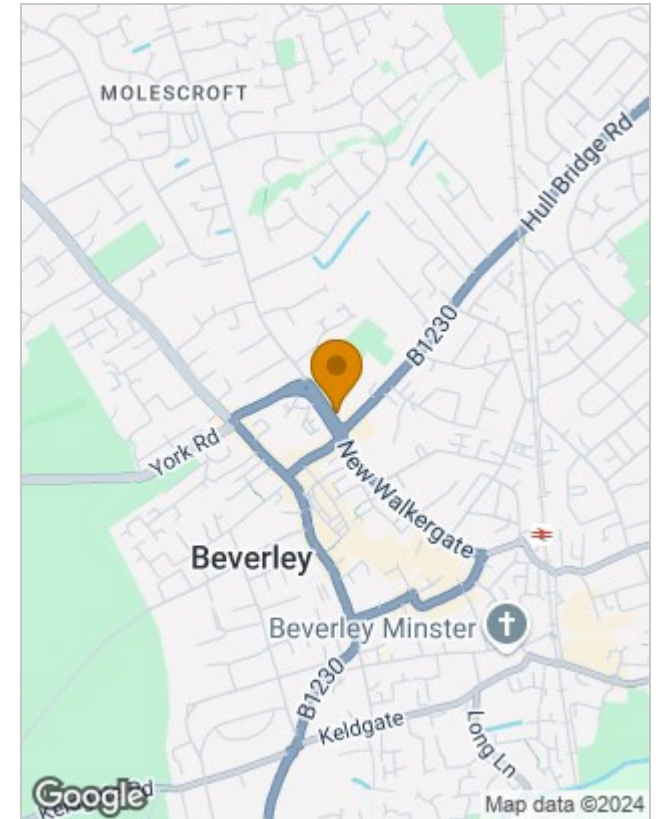 MOLESCROFT
Hull Bridge Rd
B1230
York Rd
New Walkergate
Beverley
Beverley Minster
B1230
Keldgate
Long Ln
Rd
Google
Map data ©2024